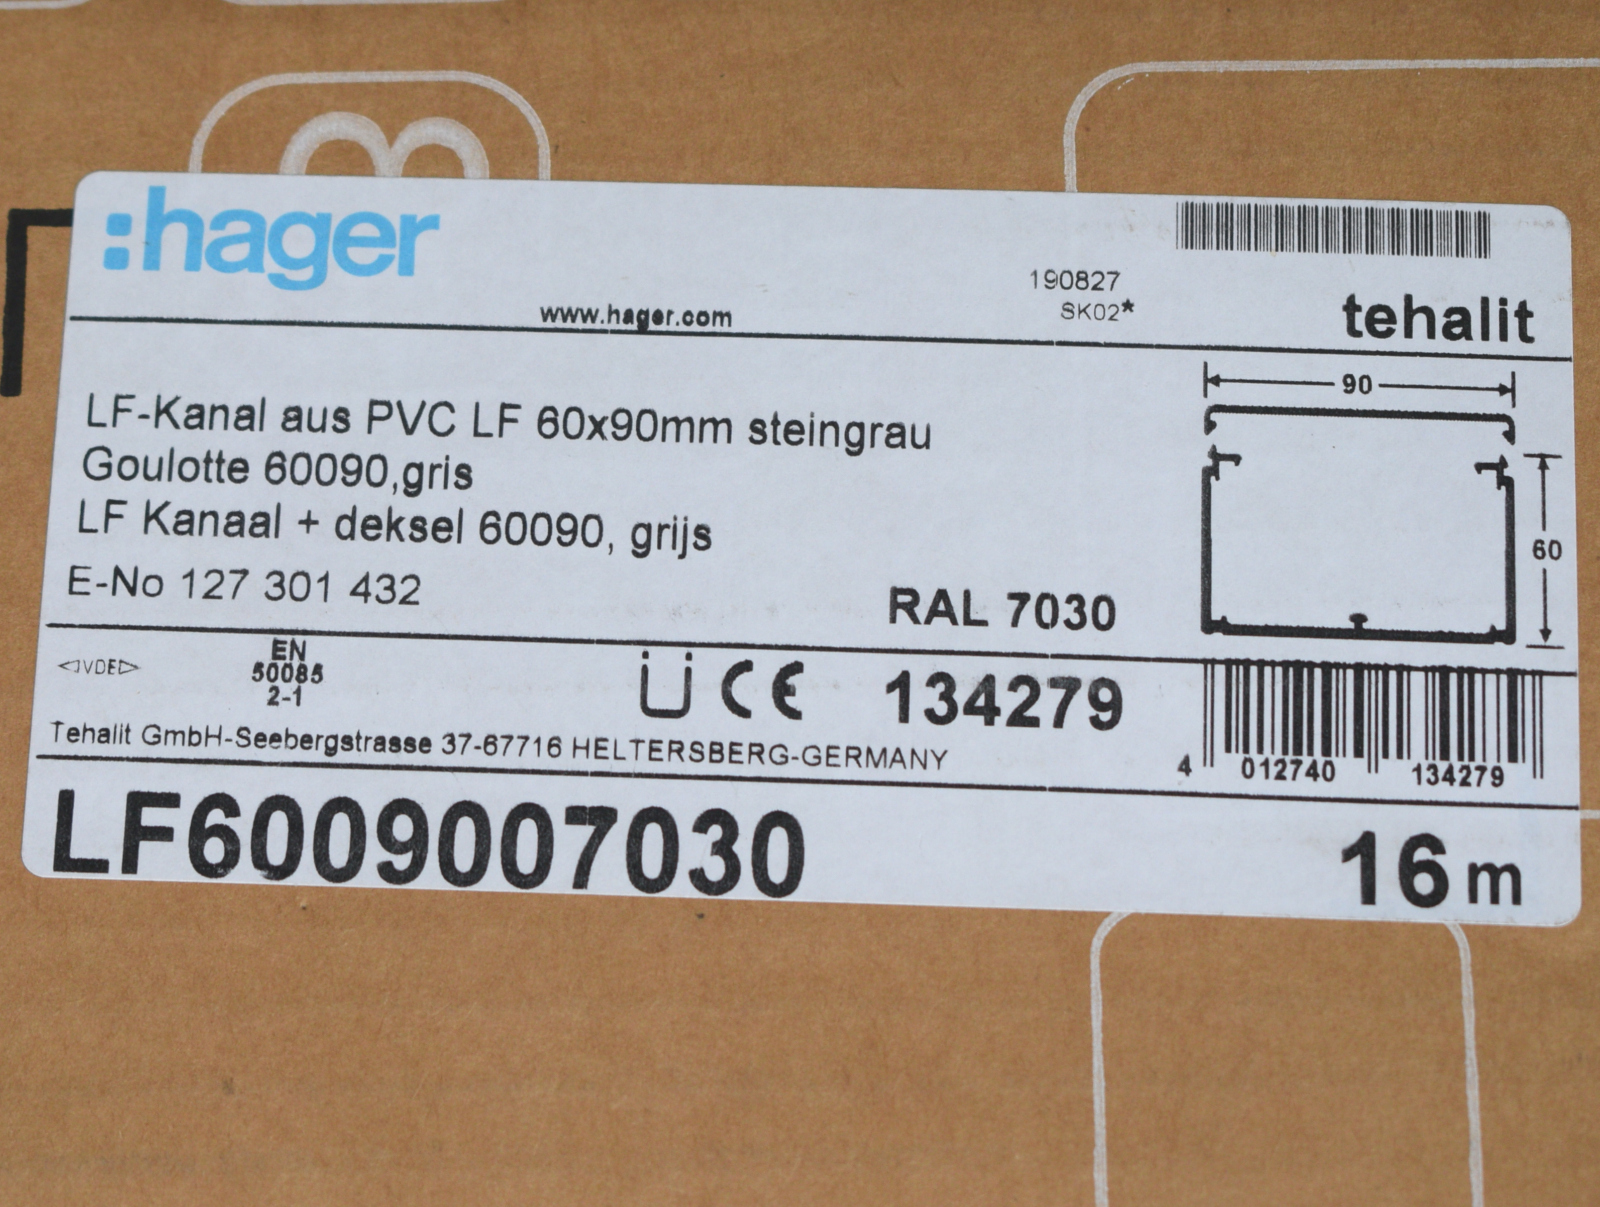 :hager
www.hager.com
190827
SK02*
tehalit
90
LF-Kanal aus PVC LF 60x90mm steingrau
Goulotte 60090,gris
LF Kanaal + deksel 60090, grijs
E-No 127 301 432
RAL 7030
60
VDE
EN
50085
2-1
Ü CE
134279
4 012740 134279
Tehalit GmbH-Seebergstrasse 37-67716 HELTERSBERG-GERMANY
LF6009007030
16 m